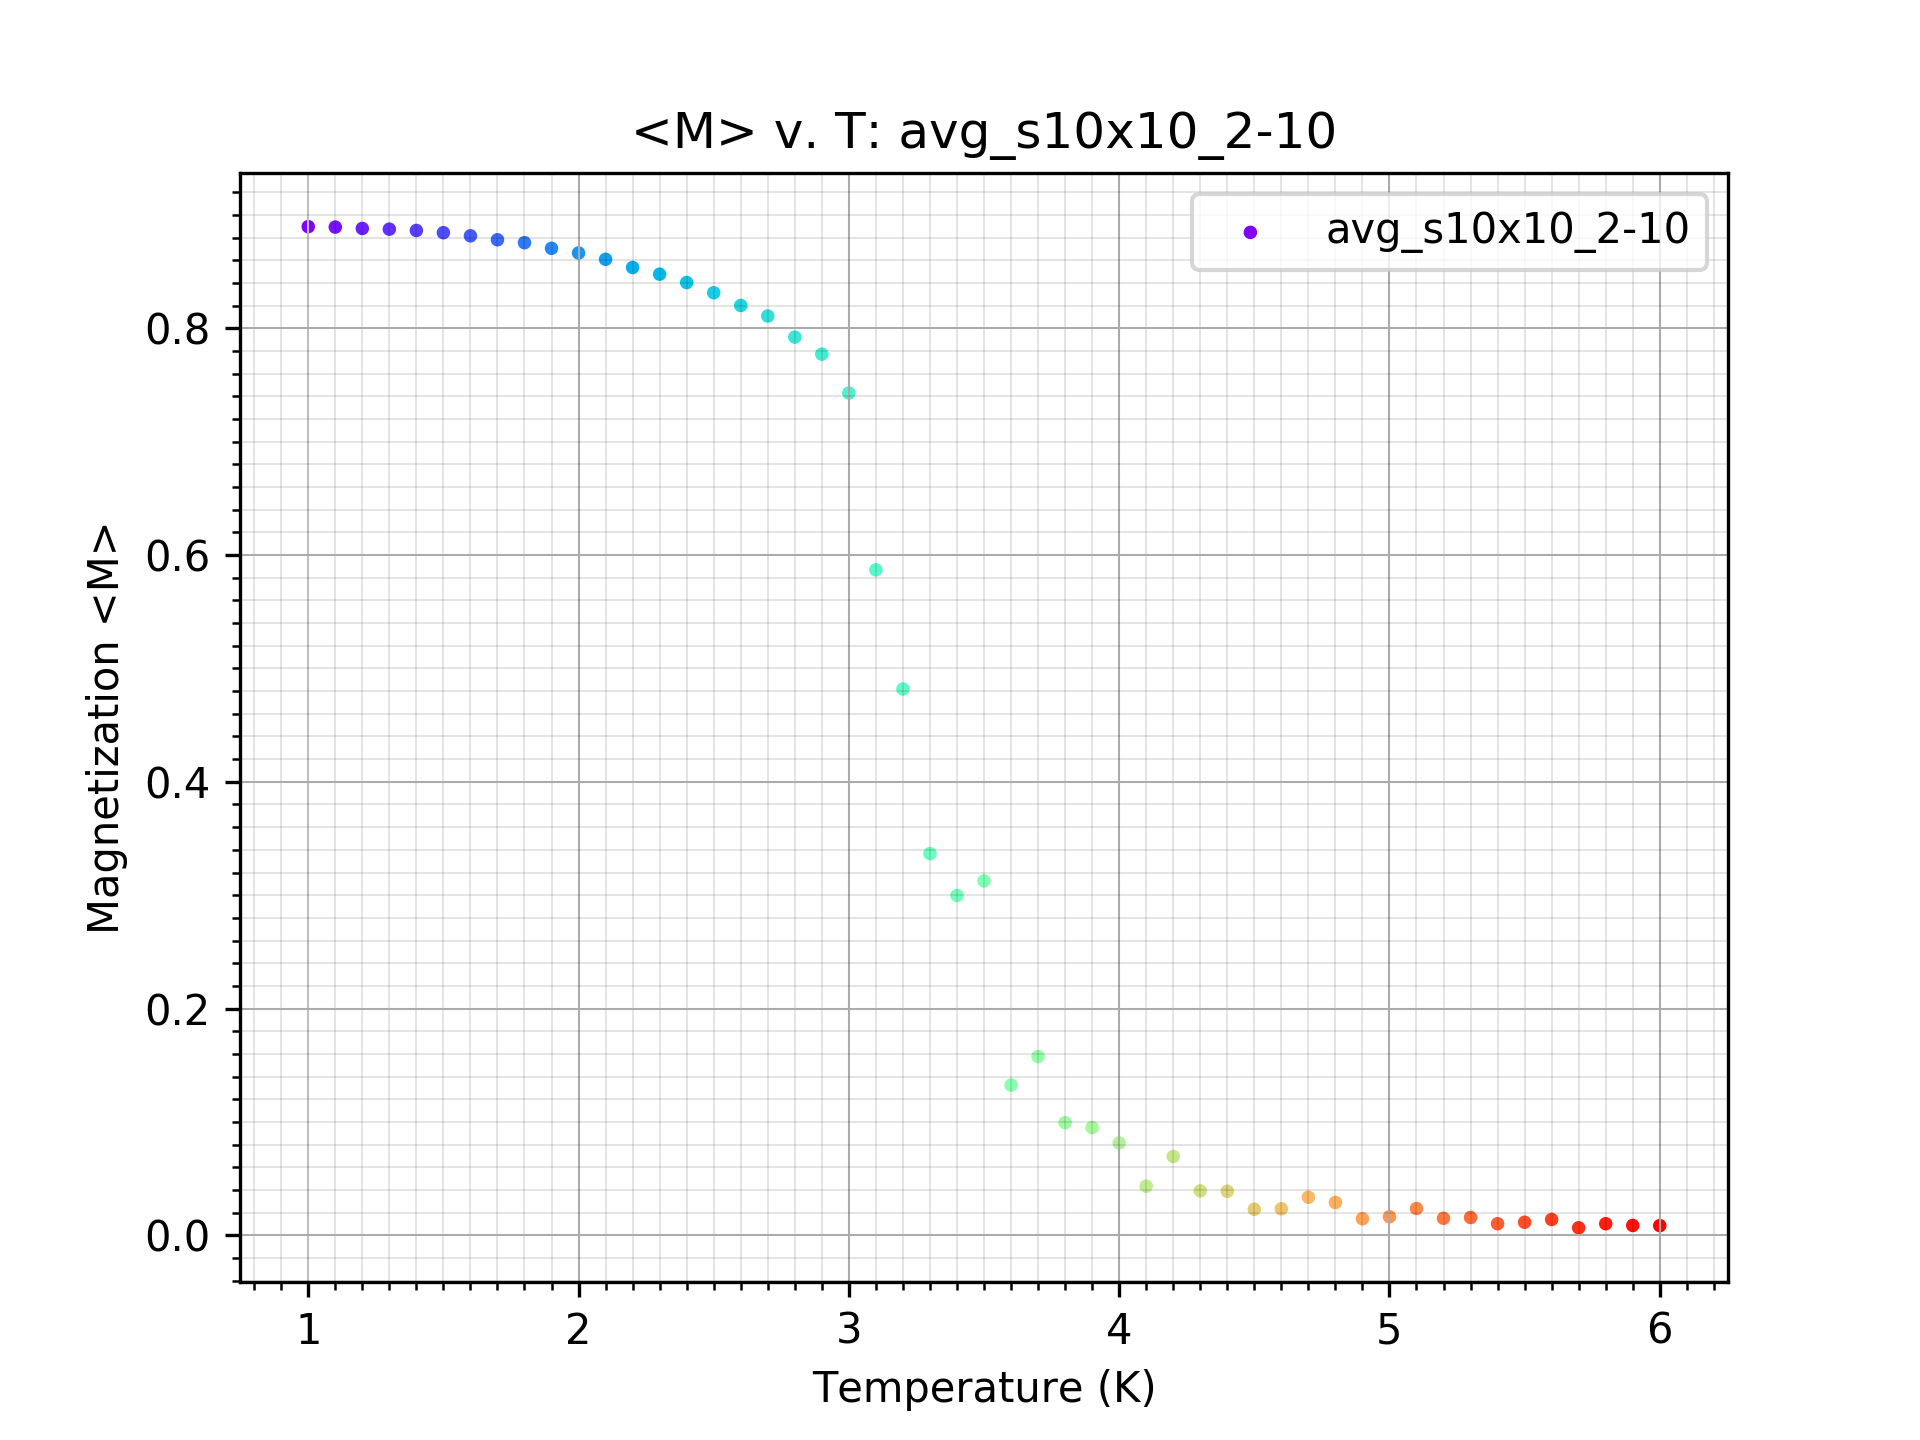 <M> v. T: avg_s10x10_2-10
avg_s10x10_2-10
Magnetization <M>
0.8
0.6
0.4
0.2
0.0
1 2 3 4 5 6
Temperature (K)